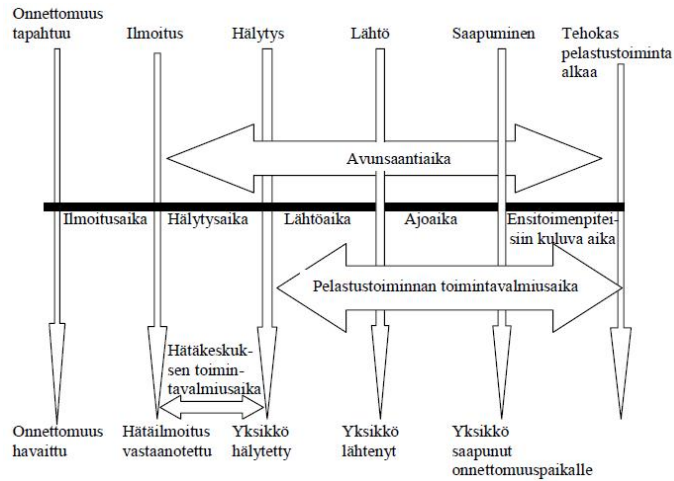 Onnettomuus
tapahtuu
Ilmoitus
Hälytys
Lähtö
Saapuminen
Tehokas
pelastustoiminta
alkaa
Avunsaantiaika
Ilmoitusaika
Hälytysaika
Lähtöaika
Ajoaika
Ensitoimenpitei-
siin kuluva aika
Pelastustoiminnan toimintavalmiusaika
Hätäkeskuk-
sen toimin-
tavalmiusaika
Onnettomuus
havaittu
Hätäilmoitus
vastaanotettu
Yksikkö
hälytetty
Yksikkö
lähtenyt
Yksikkö
saapunut
onnettomuuspaikalle